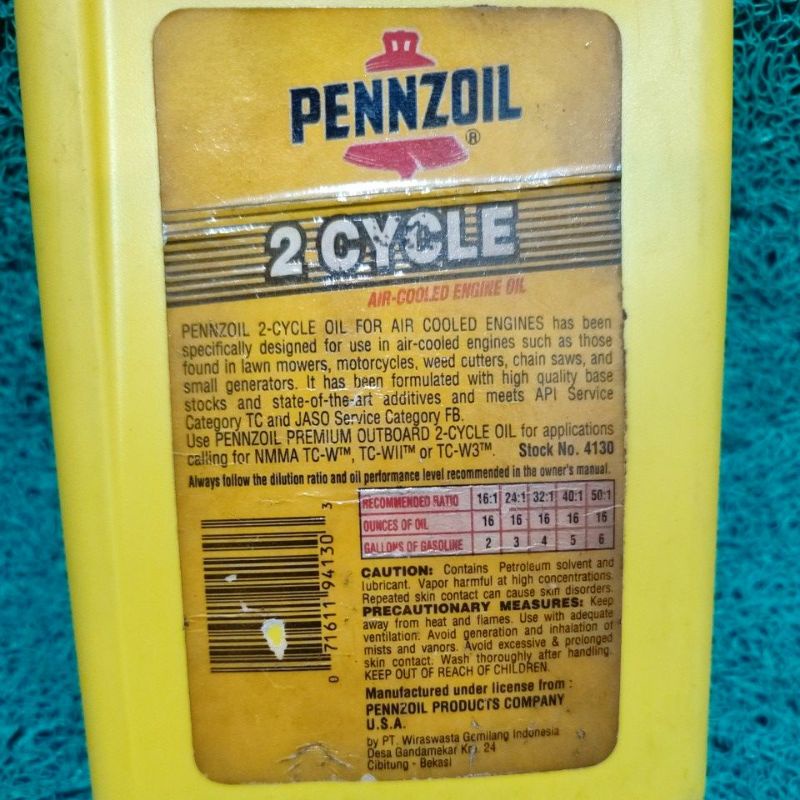 PENNZOIL
®
2 CYCLE
AIR-COOLED ENGINE OIL
PENNZOIL 2-CYCLE OIL FOR AIR COOLED ENGINES has been
specifically designed for use in air-cooled engines such as those
found in lawn mowers, motorcycles, weed cutters, chain saws, and
small generators. It has been formulated with high quality base
stocks and state-of-the-art additives and meets API Service
Category TC and JASO Service Category FB.
Use PENNZOIL PREMIUM OUTBOARD 2-CYCLE OIL for applications
calling for NMMA TC-W™, TC-WII™ or TC-W3™. Stock No. 4130
Always follow the dilution ratio and oil performance level recommended in the owner's manual.
RECOMMENDED RATIO 16:1 24:1 32:1 40:1 50:1
OUNCES OF OIL 16 16 16 16 16
GALLONS OF GASOLINE 2 3 4 5 6
0 71611 94130 3
CAUTION: Contains Petroleum solvent and
lubricant. Vapor harmful at high concentrations.
Repeated skin contact can cause skin disorders.
PRECAUTIONARY MEASURES: Keep
away from heat and flames. Use with adequate
ventilation. Avoid generation and inhalation of
mists and vanors. Avoid excessive & prolonged
skin contact. Wash thoroughly after handling.
KEEP OUT OF REACH OF CHILDREN.
Manufactured under license from :
PENNZOIL PRODUCTS COMPANY
U.S.A.
by PT. Wiraswasta Gemilang Indonesia
Desa Gandamekar Km. 24
Cibitung - Bekasi